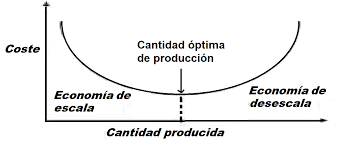 Coste
Cantidad óptima
de producción
Economía de
escala
Economía de
desescala
Cantidad producida